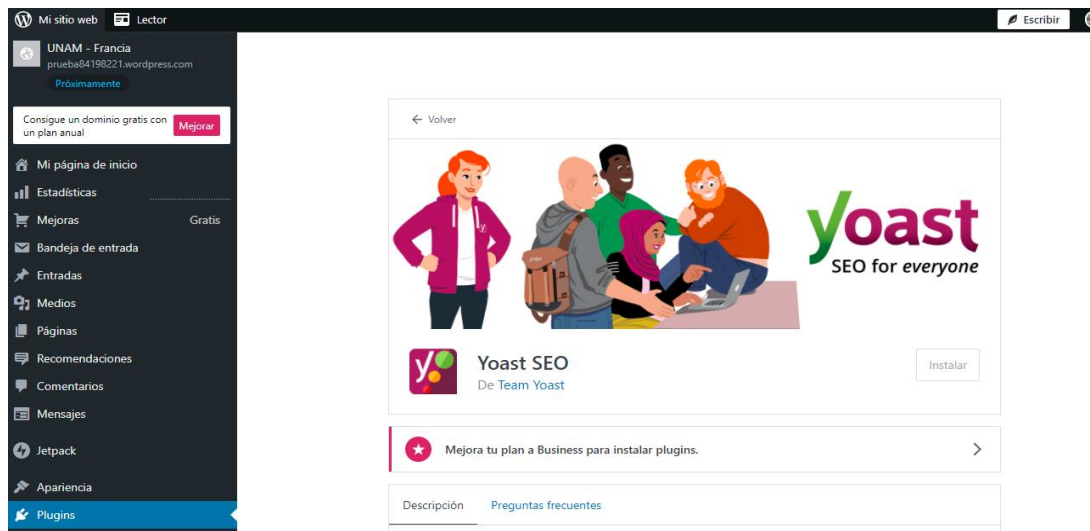 Mi sitio web
Lector
Escribir
UNAM - Francia
prueba84198221.wordpress.com
Próximamente
Consigue un dominio gratis con
un plan anual
Mejorar
Mi página de inicio
Estadísticas
Mejoras Gratis
Bandeja de entrada
Entradas
Medios
Páginas
Recomendaciones
Comentarios
Mensajes
Jetpack
Apariencia
Plugins
Volver
yoast
SEO for everyone
Yoast SEO
De Team Yoast
Instalar
Mejora tu plan a Business para instalar plugins.
Descripción
Preguntas frecuentes